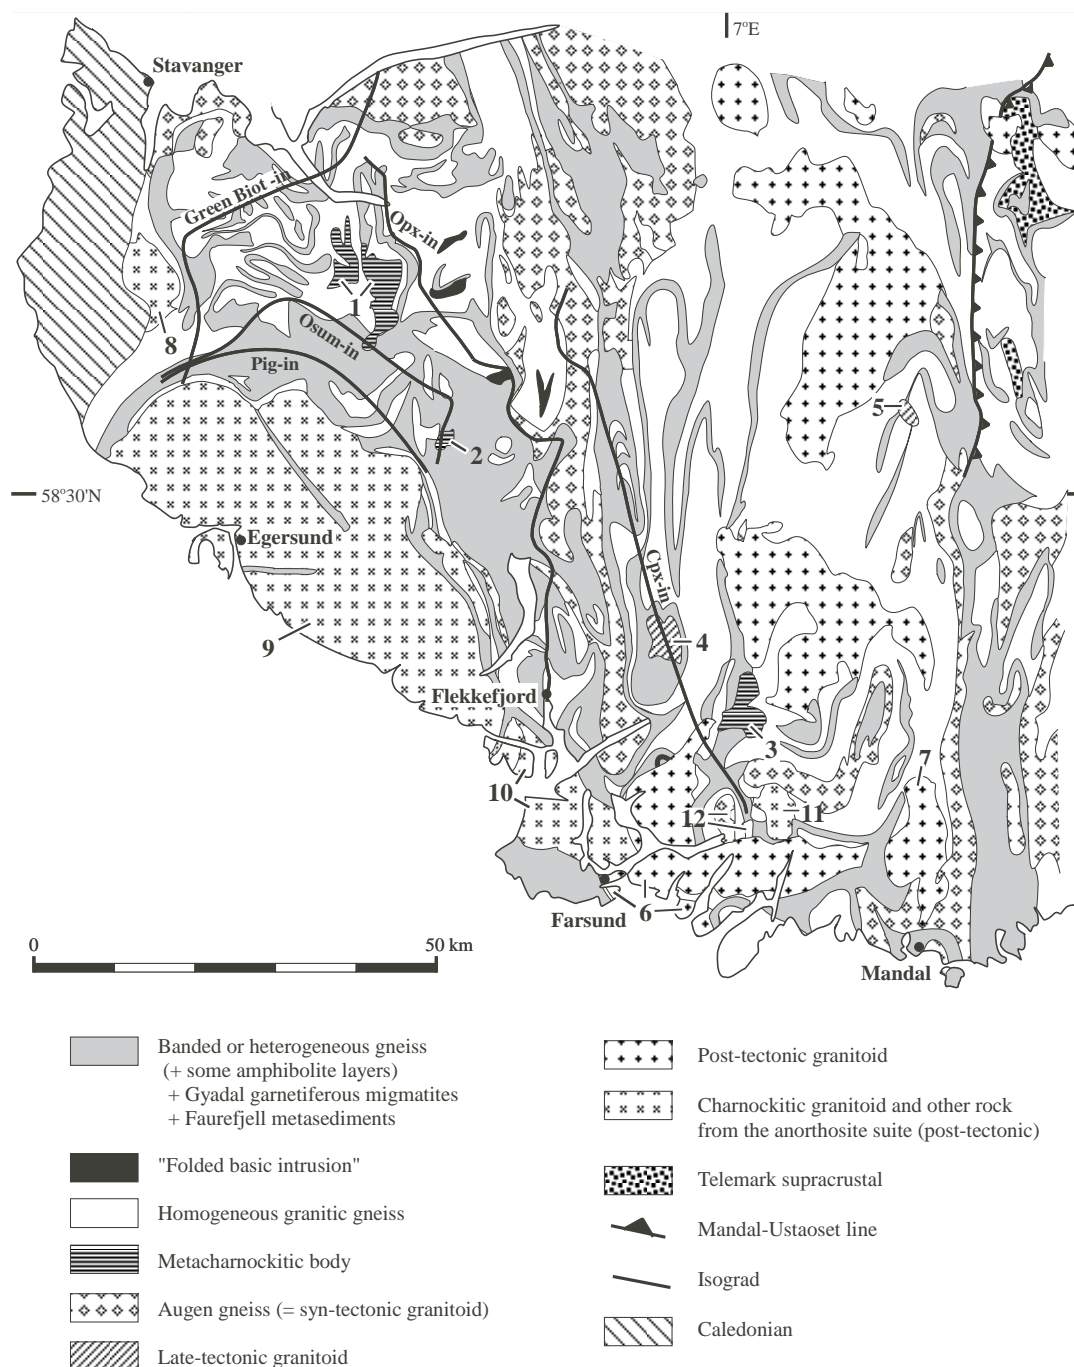 7°E
Stavanger
Green Biot -in
Opx-in
1
Osum-in
8
Pig-in
5
2
58°30'N
Egersund
Cpx-in
9
4
Flekkefjord
3
7
10
12
11
6
Farsund
Mandal
0
50 km
Banded or heterogeneous gneiss
(+ some amphibolite layers)
+ Gyadal garnetiferous migmatites
+ Faurefjell metasediments
"Folded basic intrusion"
Homogeneous granitic gneiss
Metacharnockitic body
Augen gneiss (= syn-tectonic granitoid)
Late-tectonic granitoid
Post-tectonic granitoid
Charnockitic granitoid and other rock
from the anorthosite suite (post-tectonic)
Telemark supracrustal
Mandal-Ustaoset line
Isograd
Caledonian